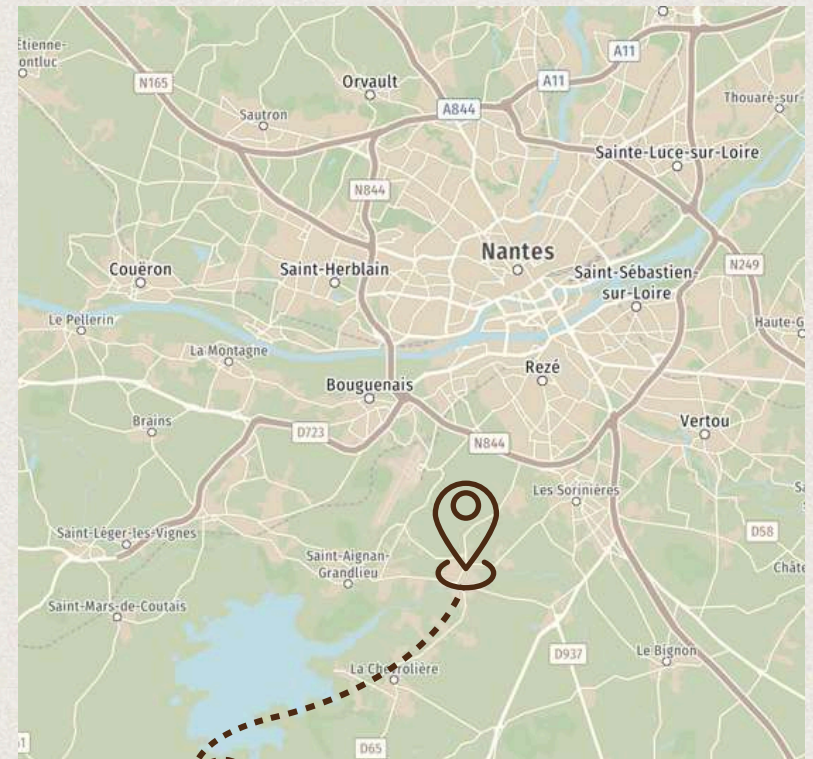 A11
Étienne-
N165
A11
Orvault
Thouaré-sur-
A844
Sautron
Sainte-Luce-sur-Loire
N844
Nantes
N249
Couëron
Saint-Herblain
Saint-Sébastien-
sur-Loire
Le Pellerin
La Montagne
Haute-G
Rezé
Bouguenais
Brains
Vertou
D723
N844
Les Sorinières
Saint-Léger-les-Vignes
D58
Saint-Aignan-
Grandlieu
Saint-Mars-de-Coutais
Le Bignon
D937
La Chevrolière
D65